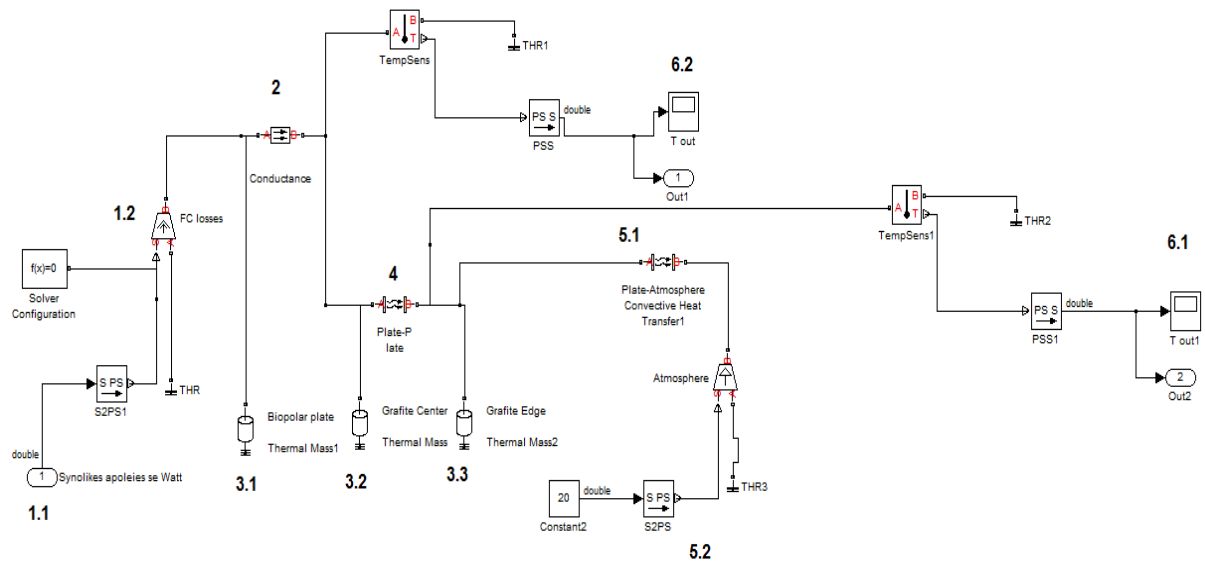 B
A
T
TempSens
THR1
6.2
2
double
PS S
PSS
T out
A
B
Conductance
1
Out1
B
A
T
TempSens1
THR2
1.2
B
FC losses
S
A
5.1
6.1
f(x)=0
Solver
Configuration
4
A
B
Plate-Atmosphere
Convective Heat
Transfer1
A
B
Plate-P
late
double
PS S
PSS1
T out1
S PS
S2PS1
THR
B
Atmosphere
S
A
2
Out2
Biopolar plate
Thermal Mass1
Grafite Center
Thermal Mass
Grafite Edge
Thermal Mass2
double
1
Synolikes apoleies se Watt
1.1
3.1
3.2
3.3
20
Constant2
double
S PS
S2PS
THR3
5.2